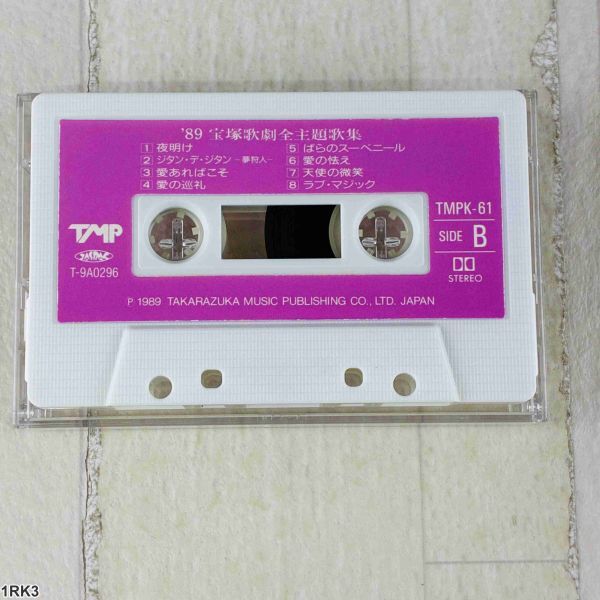 '89 宝塚歌劇全主題歌集
1 夜明け
2 ジタン・デ・ジタン -夢狩人-
3 愛あればこそ
4 愛の巡礼
5 ばらのスーベニール
6 愛の怯え
7 天使の微笑
8 ラブ・マジック
TMP
T-9A0296
TMPK-61
SIDE B
STEREO
P 1989 TAKARAZUKA MUSIC PUBLISHING CO., LTD. JAPAN
1RK3